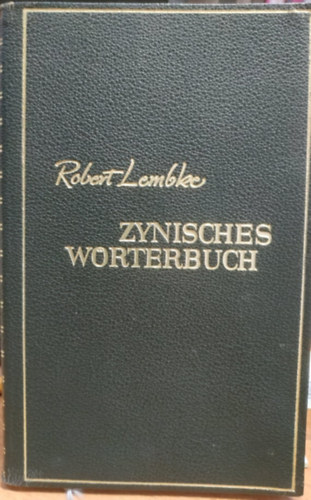 Robert Lembke
ZYNISCHES
WÖRTERBUCH